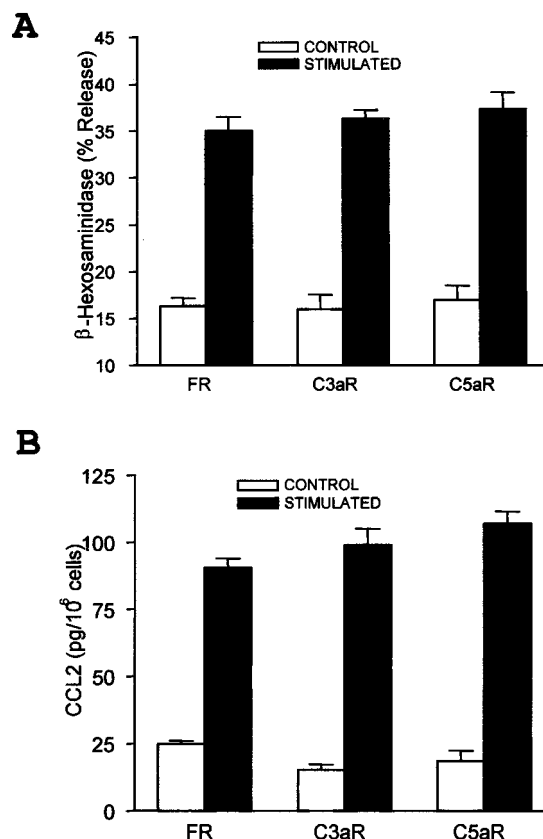 A
CONTROL
STIMULATED
β-Hexosaminidase (% Release)
45
40
35
30
25
20
15
10
FR C3aR C5aR
B
CONTROL
STIMULATED
CCL2 (pg/10⁶ cells)
125
100
75
50
25
0
FR C3aR C5aR